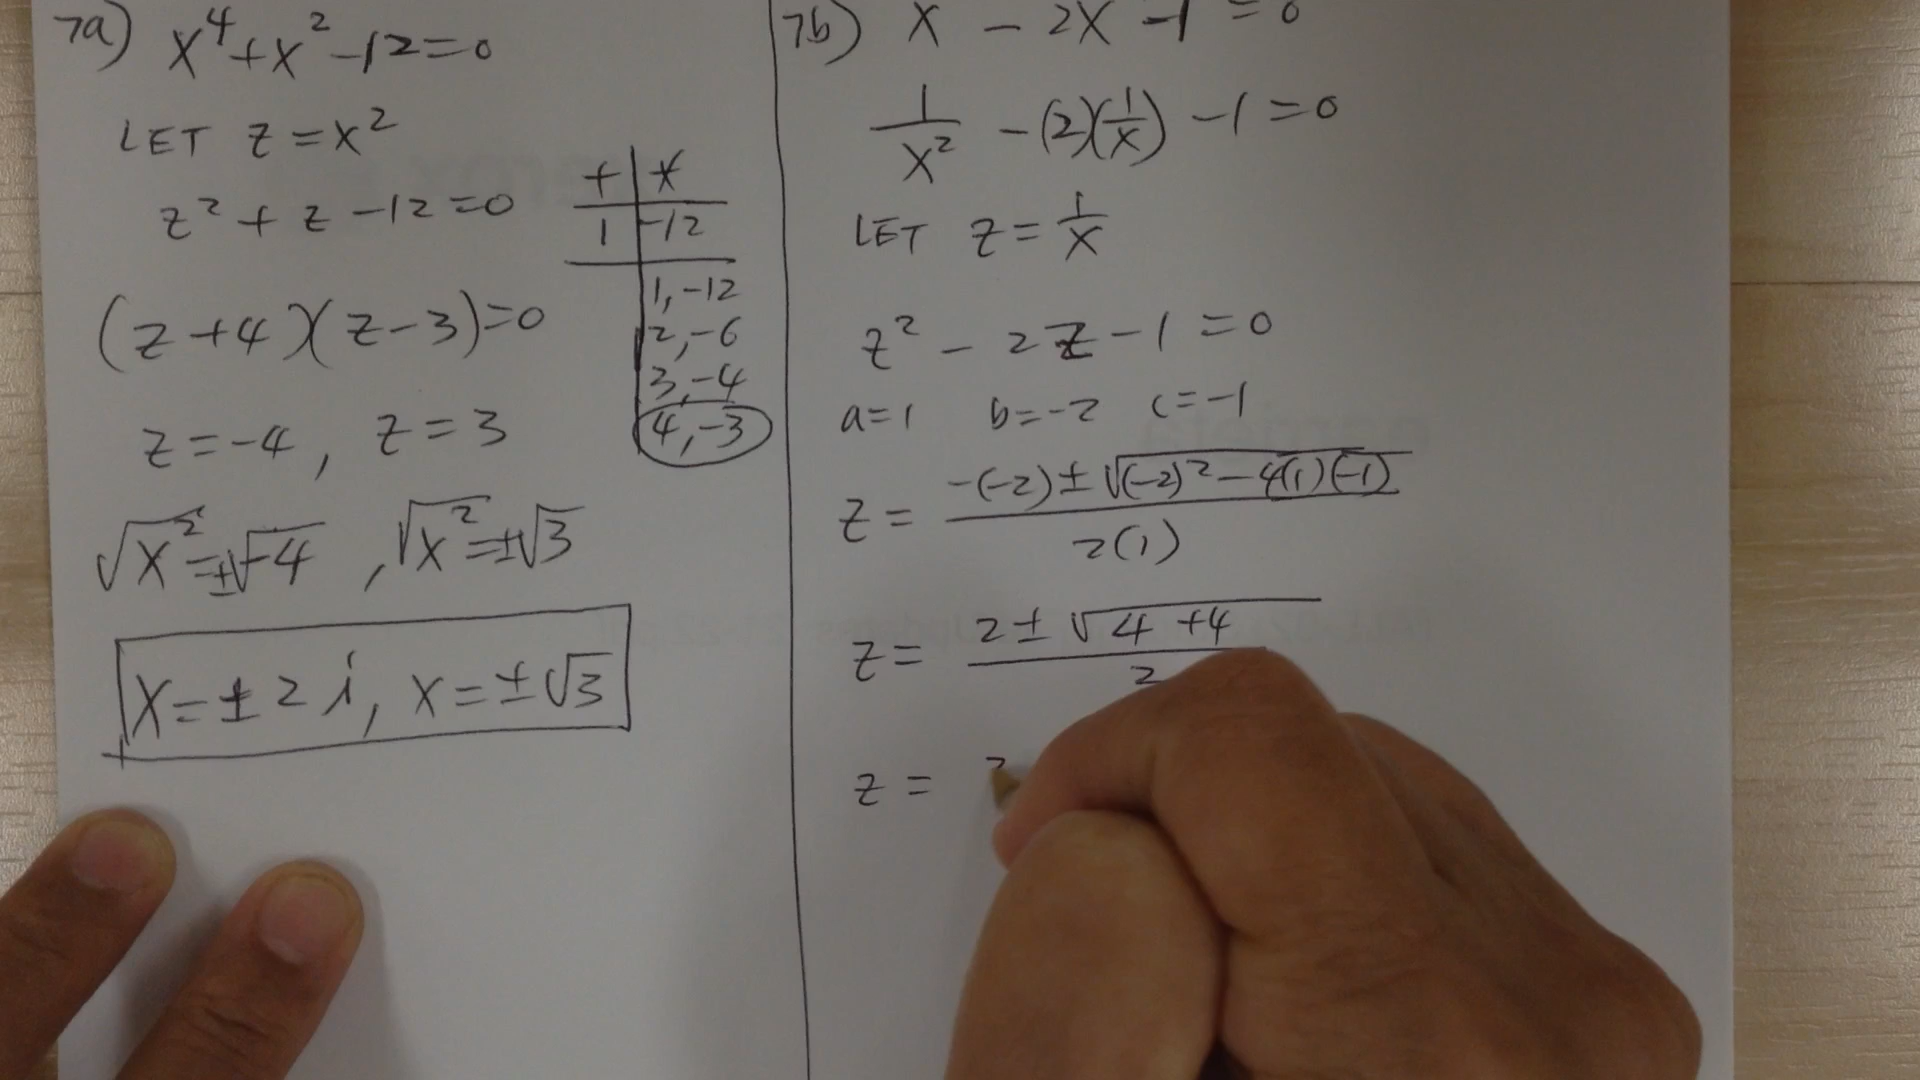 7a) x⁴+x²-12=0
LET z=x²
z²+z-12=0
+ x
1 -12
1,-12
2,-6
3,-4
4,-3
(z+4)(z-3)=0
z=-4, z=3
√x²=±√-4, √x²=±√3
x=±2i, x=±√3
7b) x - 2x -1 = 0
1/x² - (2)(1/x) -1 = 0
LET z = 1/x
z² - 2z - 1 = 0
a=1 b=-2 c=-1
z = (-(-2)±√((-2)²-4(1)(-1)))/2(1)
z = (2±√(4+4))/2
z =